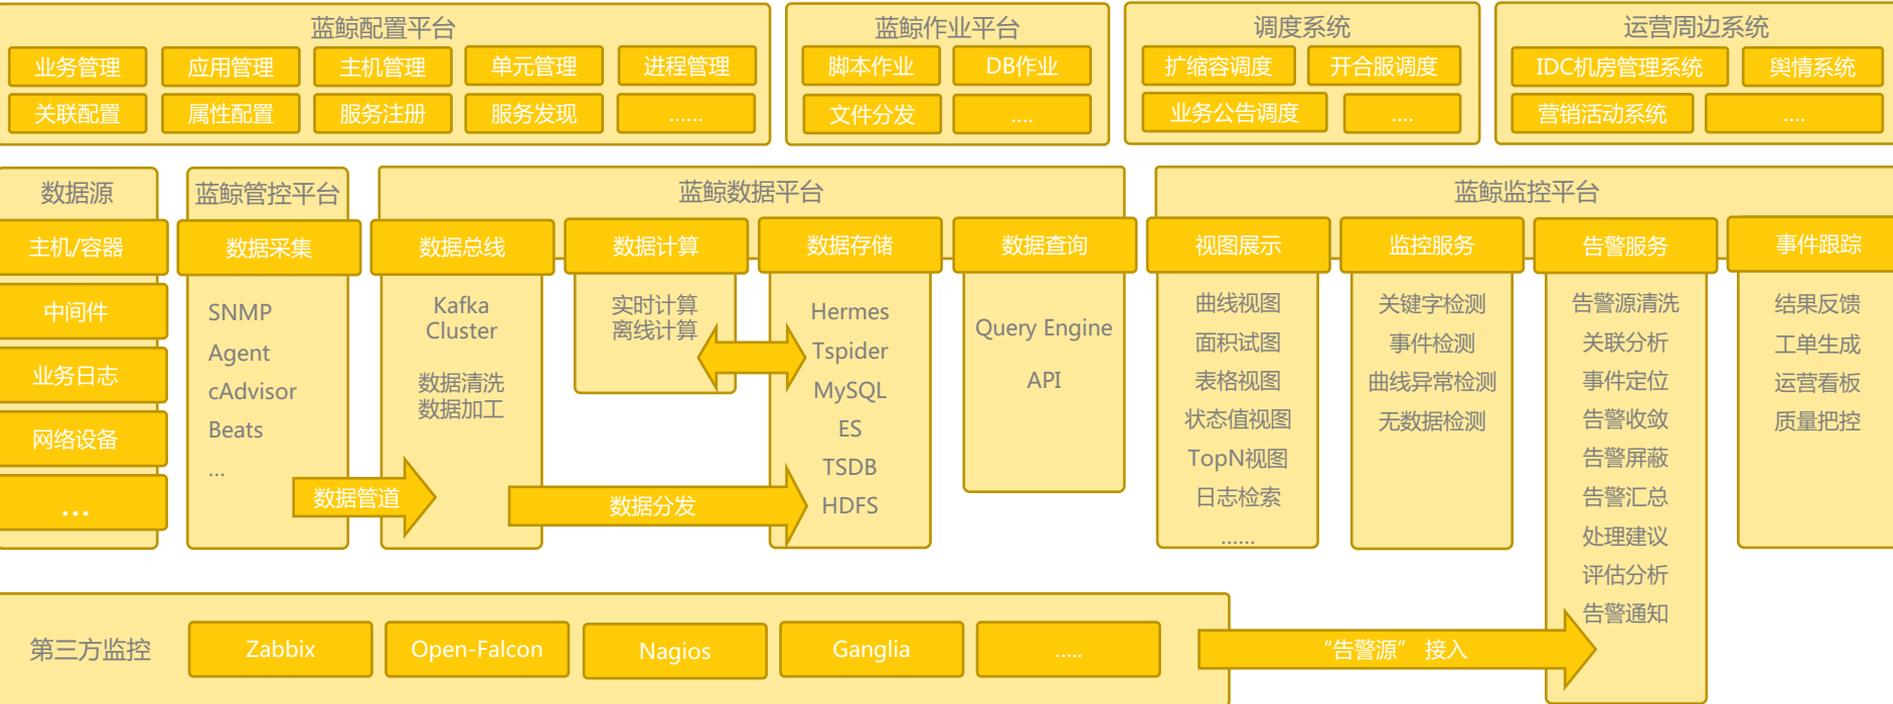 蓝鲸配置平台
业务管理
应用管理
主机管理
单元管理
进程管理
关联配置
属性配置
服务注册
服务发现
......
蓝鲸作业平台
脚本作业
DB作业
文件分发
....
调度系统
扩缩容调度
开合服调度
业务公告调度
....
运营周边系统
IDC机房管理系统
舆情系统
营销活动系统
....
数据源
主机/容器
中间件
业务日志
网络设备
...
蓝鲸管控平台
数据采集
SNMP
Agent
cAdvisor
Beats
...
数据管道
蓝鲸数据平台
数据总线
Kafka
Cluster
数据清洗
数据加工
数据分发
数据计算
实时计算
离线计算
数据存储
Hermes
Tspider
MySQL
ES
TSDB
HDFS
数据查询
Query Engine
API
蓝鲸监控平台
视图展示
曲线视图
面积试图
表格视图
状态值视图
TopN视图
日志检索
......
监控服务
关键字检测
事件检测
曲线异常检测
无数据检测
告警服务
告警源清洗
关联分析
事件定位
告警收敛
告警屏蔽
告警汇总
处理建议
评估分析
告警通知
事件跟踪
结果反馈
工单生成
运营看板
质量把控
第三方监控
Zabbix
Open-Falcon
Nagios
Ganglia
.....
“告警源” 接入